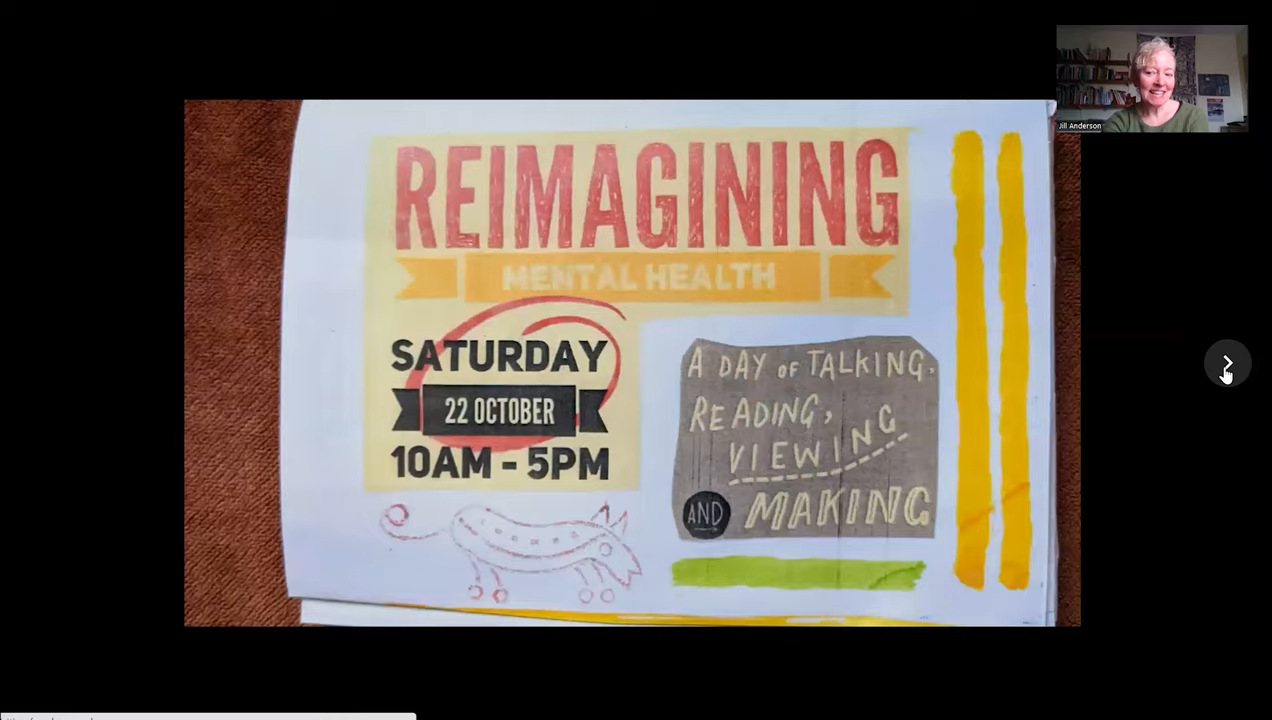 Jill Anderson
REIMAGINING
MENTAL HEALTH
SATURDAY
22 OCTOBER
10AM - 5PM
A DAY OF TALKING,
READING,
VIEWING
AND MAKING